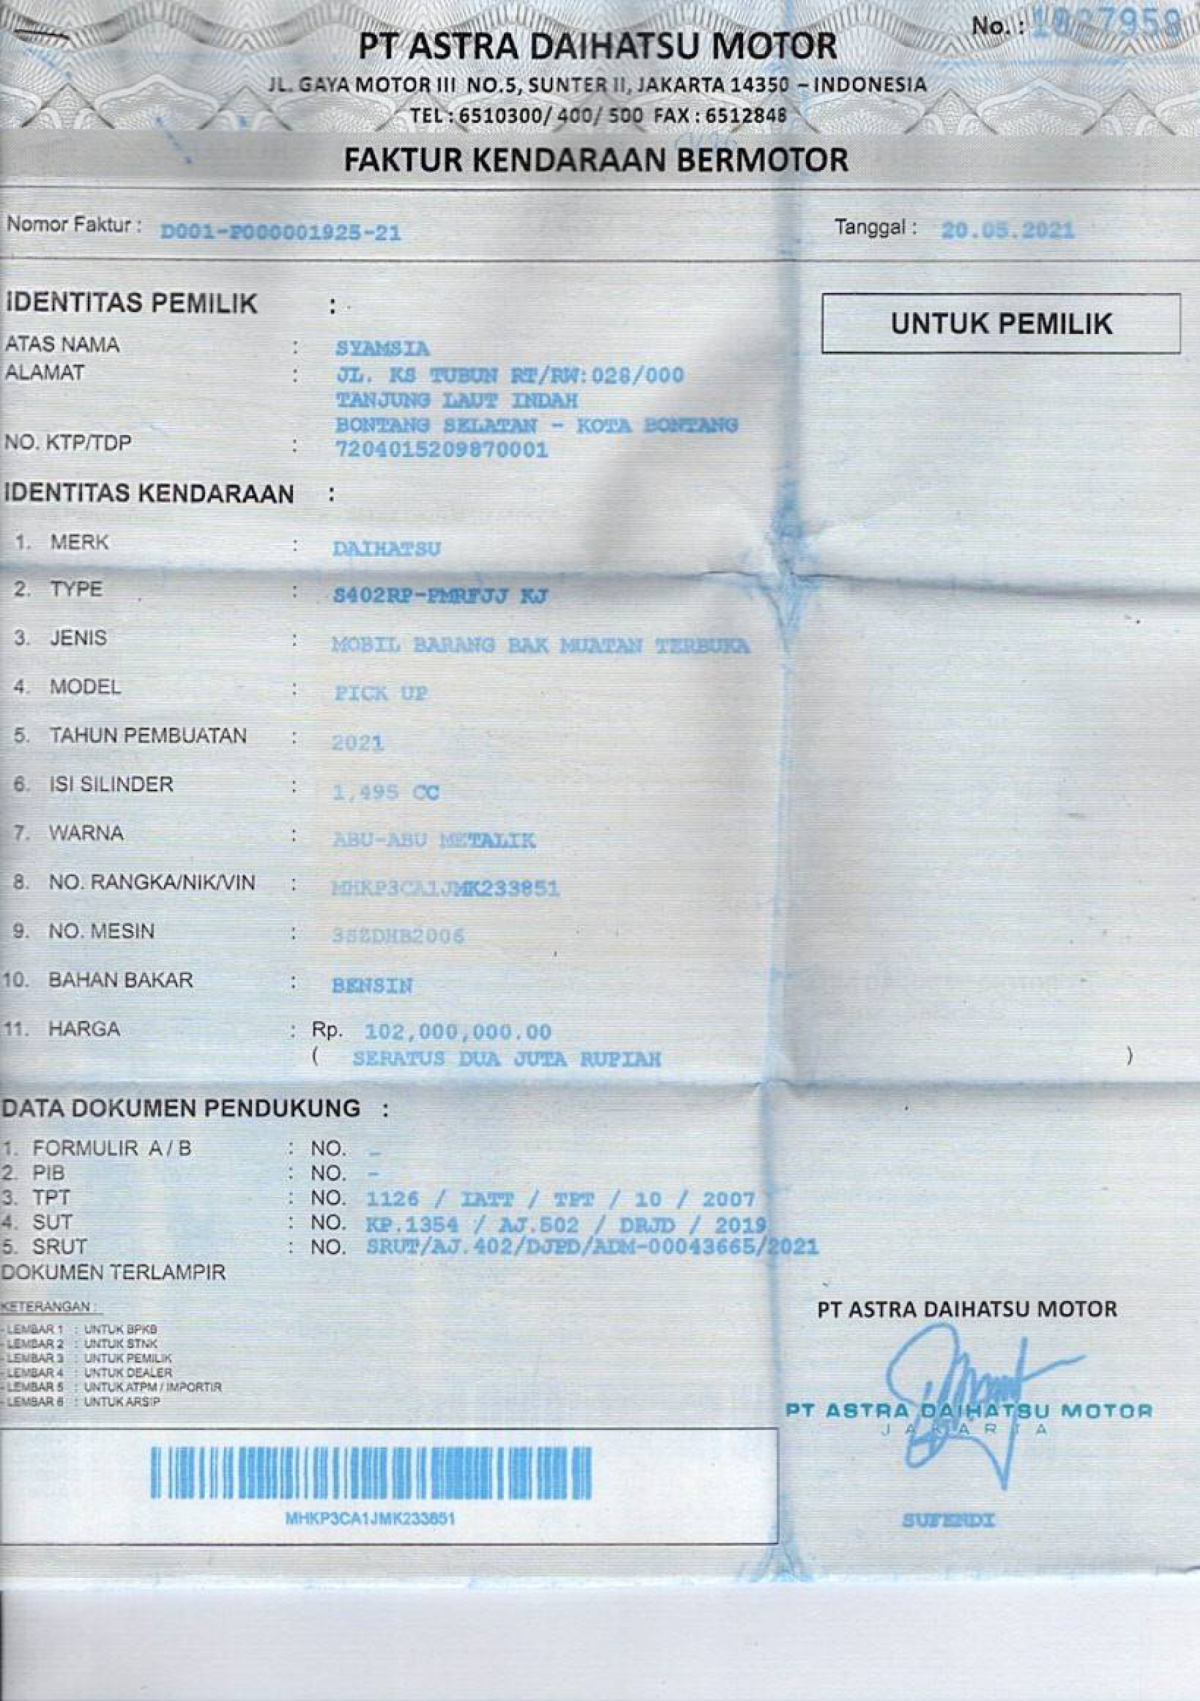 No. : 1827959
PT ASTRA DAIHATSU MOTOR
JL. GAYA MOTOR III NO.5, SUNTER II, JAKARTA 14350 – INDONESIA
TEL : 6510300/ 400/ 500 FAX : 6512848
FAKTUR KENDARAAN BERMOTOR
Nomor Faktur : D001-P000001925-21 Tanggal : 20.05.2021
IDENTITAS PEMILIK :
UNTUK PEMILIK
ATAS NAMA : SYAMSIA
ALAMAT : JL. KS TUBUN RT/RW:028/000
TANJUNG LAUT INDAH
BONTANG SELATAN - KOTA BONTANG
NO. KTP/TDP : 7204015209870001
IDENTITAS KENDARAAN :
1. MERK : DAIHATSU
2. TYPE : S402RP-PMRFJJ KJ
3. JENIS : MOBIL BARANG BAK MUATAN TERBUKA
4. MODEL : PICK UP
5. TAHUN PEMBUATAN : 2021
6. ISI SILINDER : 1,495 CC
7. WARNA : ABU-ABU METALIK
8. NO. RANGKA/NIK/VIN : MHKP3CA1JMK233851
9. NO. MESIN : 3SZDHB2006
10. BAHAN BAKAR : BENSIN
11. HARGA : Rp. 102,000,000.00
( SERATUS DUA JUTA RUPIAH )
DATA DOKUMEN PENDUKUNG :
1. FORMULIR A / B : NO. -
2. PIB : NO. -
3. TPT : NO. 1126 / IATT / TPT / 10 / 2007
4. SUT : NO. KP.1354 / AJ.502 / DRJD / 2019
5. SRUT : NO. SRUT/AJ.402/DJPD/ADM-00043665/2021
DOKUMEN TERLAMPIR
KETERANGAN :
- LEMBAR 1 : UNTUK BPKB
- LEMBAR 2 : UNTUK STNK
- LEMBAR 3 : UNTUK PEMILIK
- LEMBAR 4 : UNTUK DEALER
- LEMBAR 5 : UNTUK ATPM / IMPORTIR
- LEMBAR 6 : UNTUK ARSIP
PT ASTRA DAIHATSU MOTOR
PT ASTRA DAIHATSU MOTOR
JAKARTA
MHKP3CA1JMK233851
SUFENDI